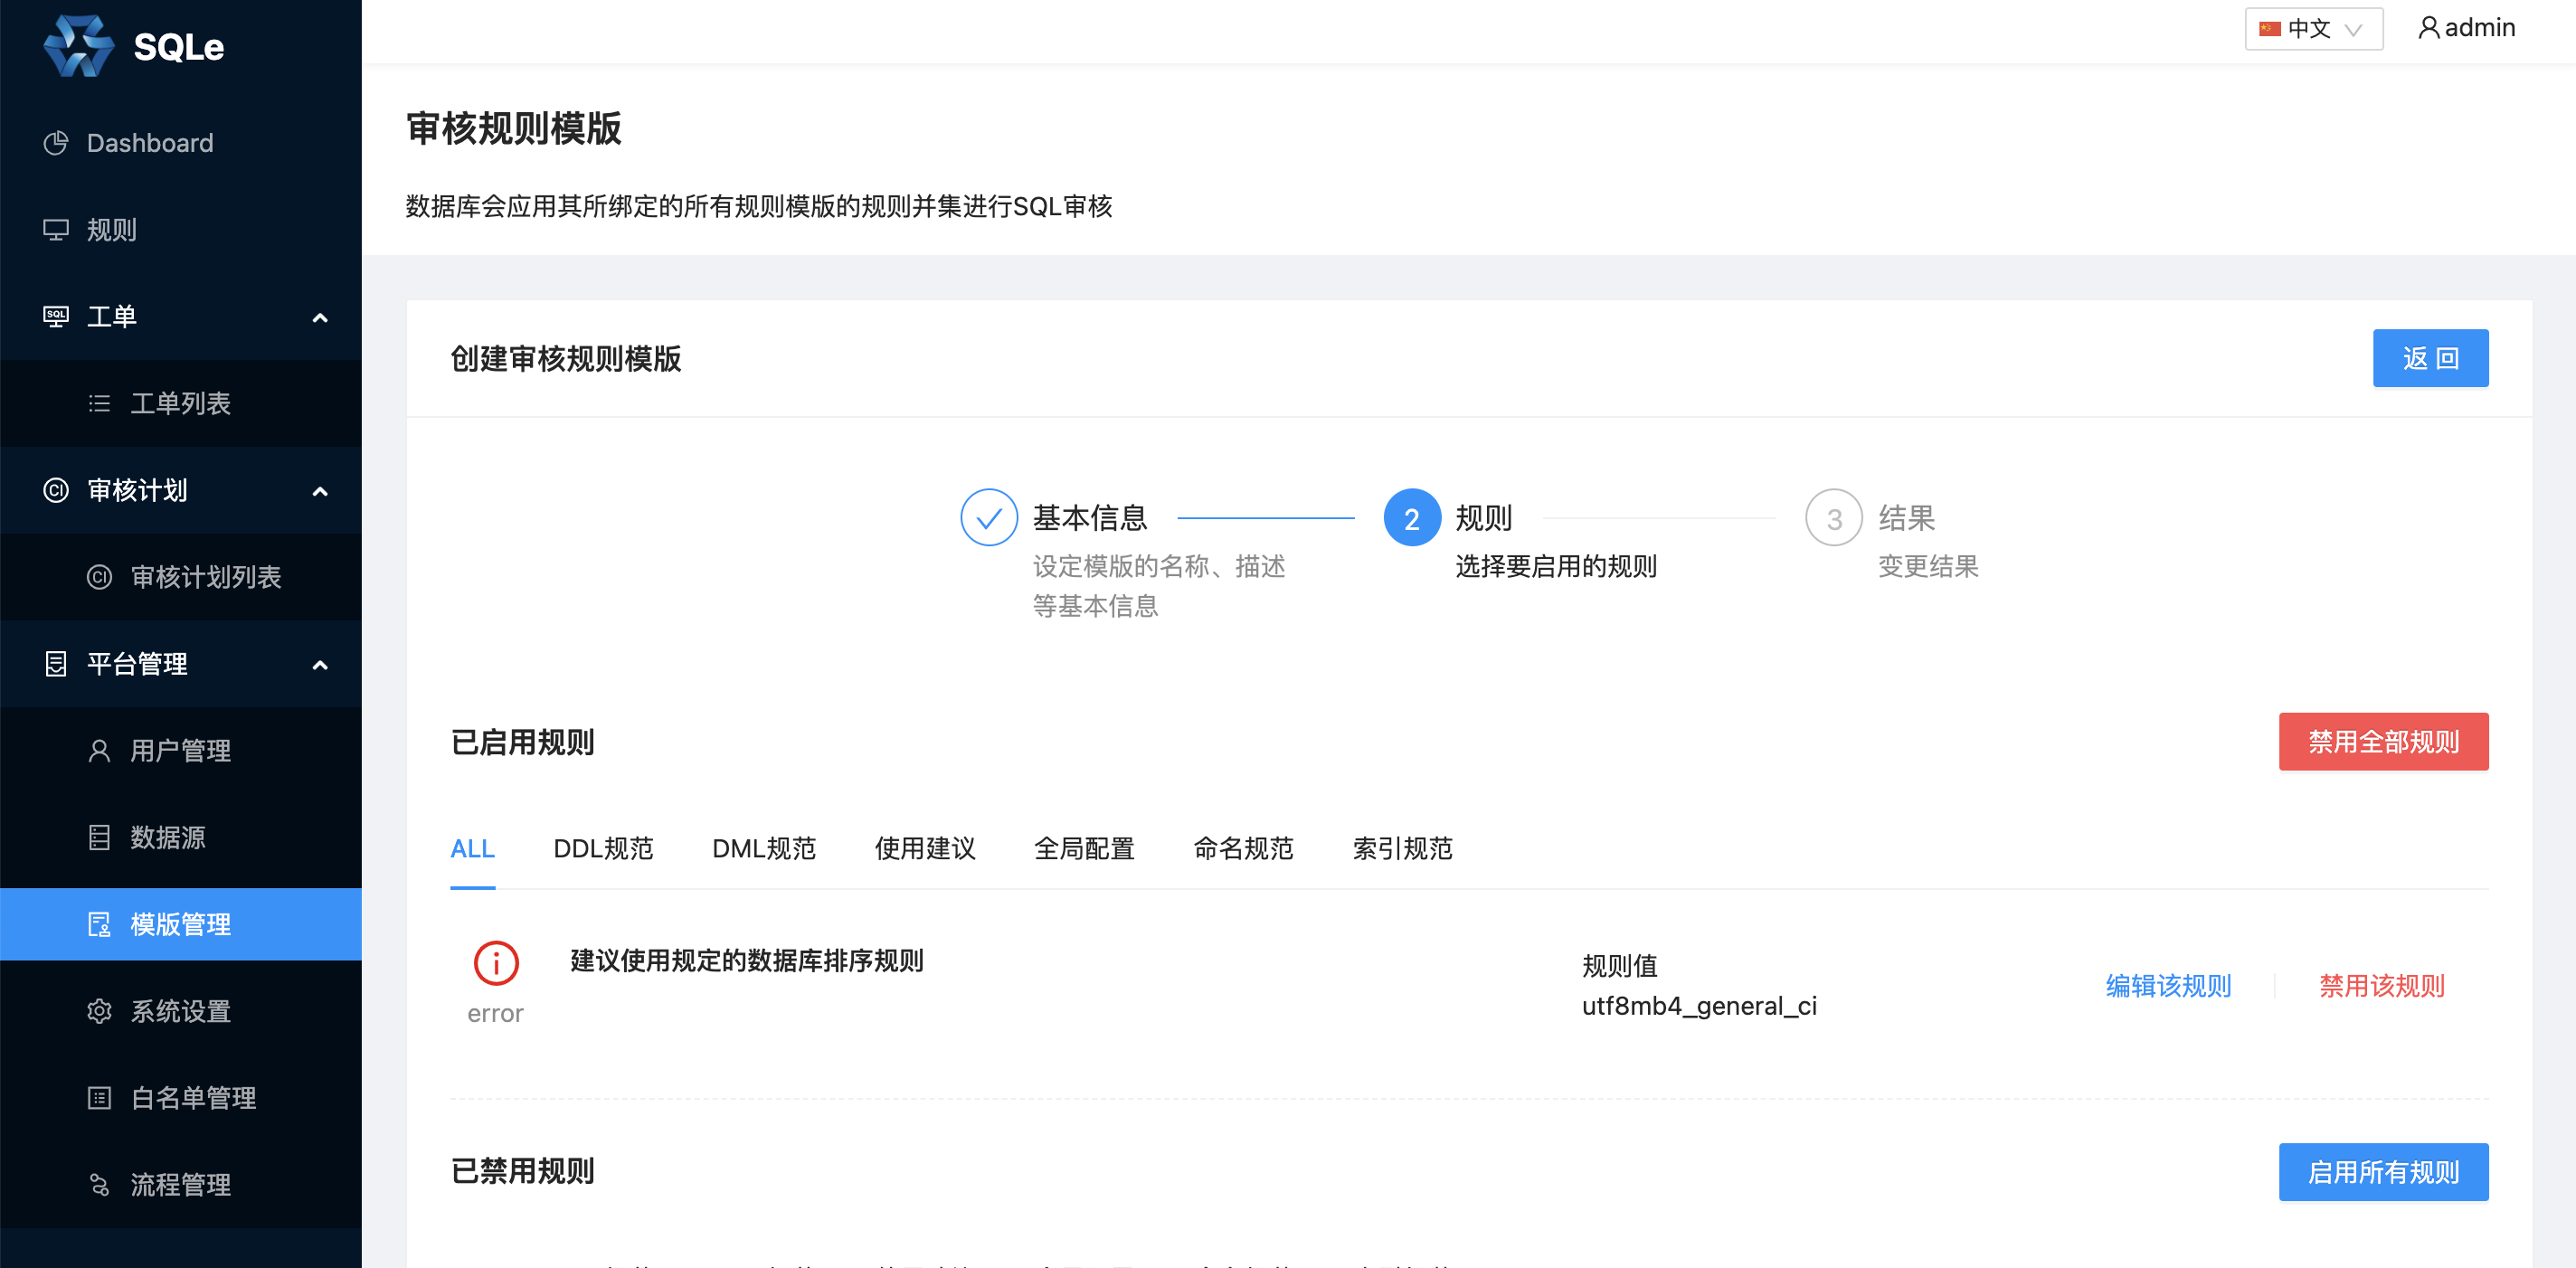 SQLe
中文
admin
Dashboard
规则
工单
工单列表
审核计划
审核计划列表
平台管理
用户管理
数据源
模版管理
系统设置
白名单管理
流程管理
审核规则模版
数据库会应用其所绑定的所有规则模版的规则并集进行SQL审核
创建审核规则模版
返 回
基本信息
设定模版的名称、描述
等基本信息
2 规则
选择要启用的规则
3 结果
变更结果
已启用规则
禁用全部规则
ALL DDL规范 DML规范 使用建议 全局配置 命名规范 索引规范
error
建议使用规定的数据库排序规则
规则值
utf8mb4_general_ci
编辑该规则
禁用该规则
已禁用规则
启用所有规则